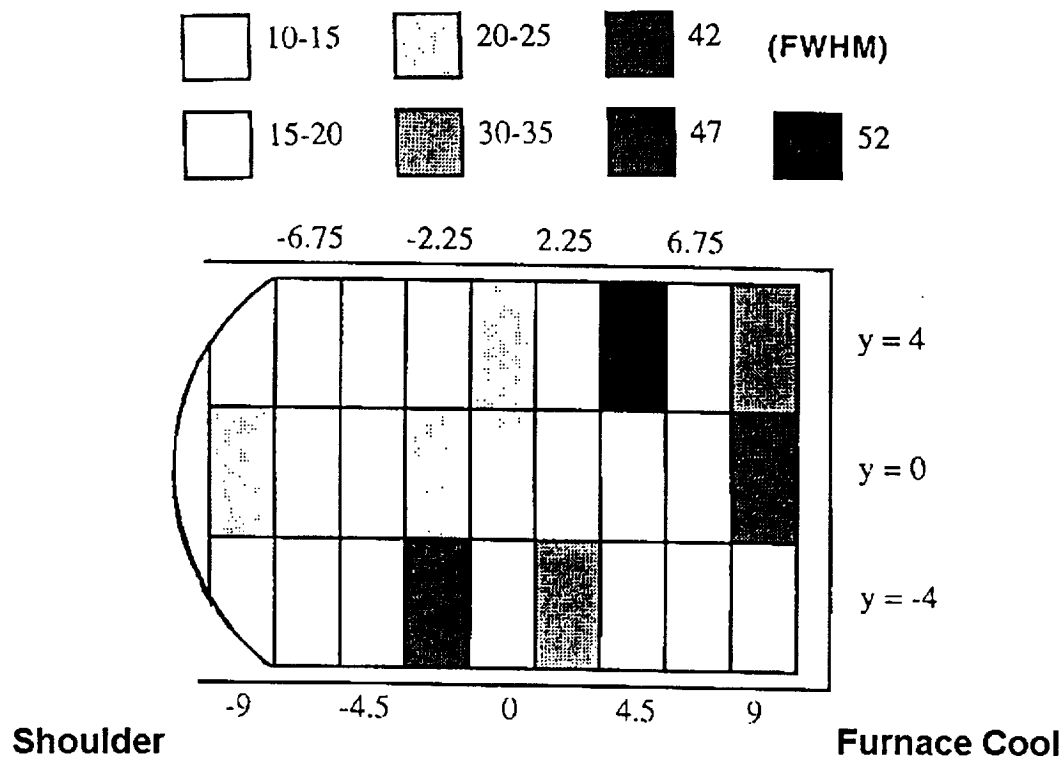 10-15 20-25 42 (FWHM)
15-20 30-35 47 52
-6.75 -2.25 2.25 6.75
y = 4
y = 0
y = -4
-9 -4.5 0 4.5 9
Shoulder Furnace Cool